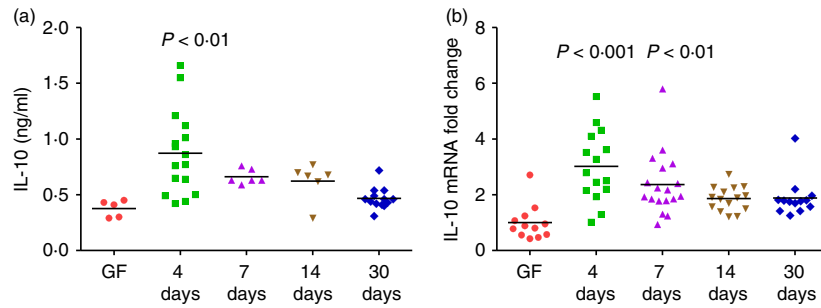 (a)
P < 0·01
IL-10 (ng/ml)
2·0
1·5
1·0
0·5
0·0
GF
4 days
7 days
14 days
30 days
(b)
P < 0·001
P < 0·01
IL-10 mRNA fold change
8
6
4
2
0
GF
4 days
7 days
14 days
30 days